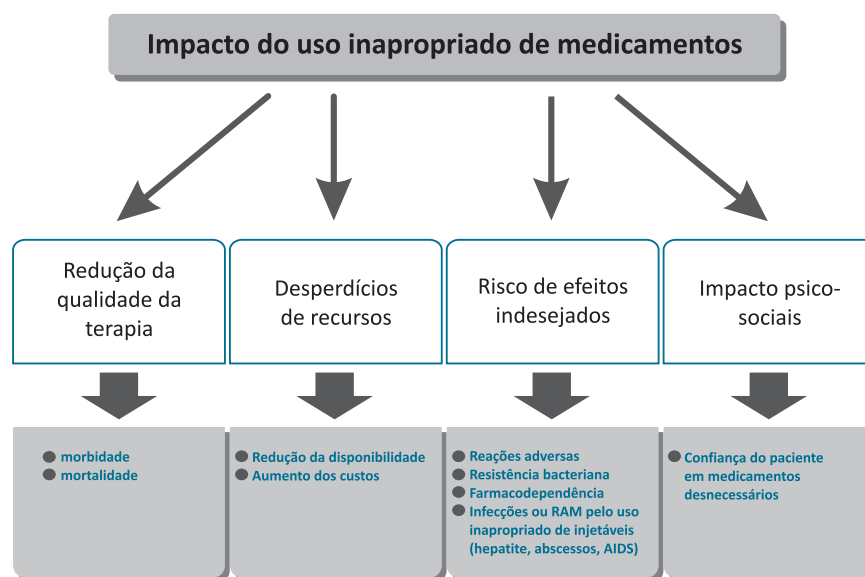 Impacto do uso inapropriado de medicamentos
Redução da
qualidade da
terapia
Desperdícios
de recursos
Risco de efeitos
indesejados
Impacto psico-
sociais
morbidade
mortalidade
Redução da disponibilidade
Aumento dos custos
Reações adversas
Resistência bacteriana
Farmacodependência
Infecções ou RAM pelo uso
inapropriado de injetáveis
(hepatite, abscessos, AIDS)
Confiança do paciente
em medicamentos
desnecessários